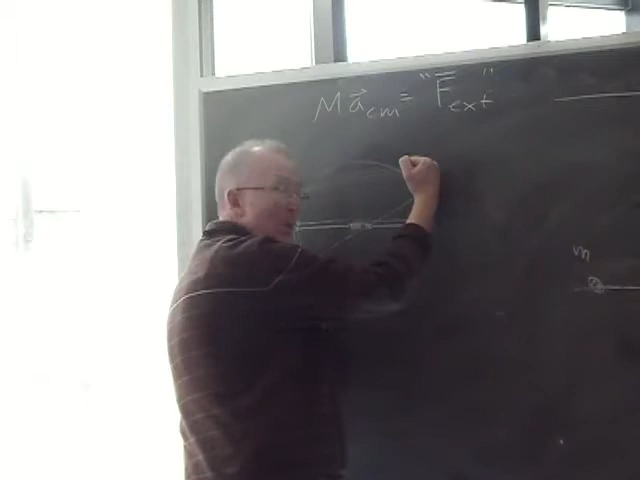 M a⃗cm = "F⃗ext"
m